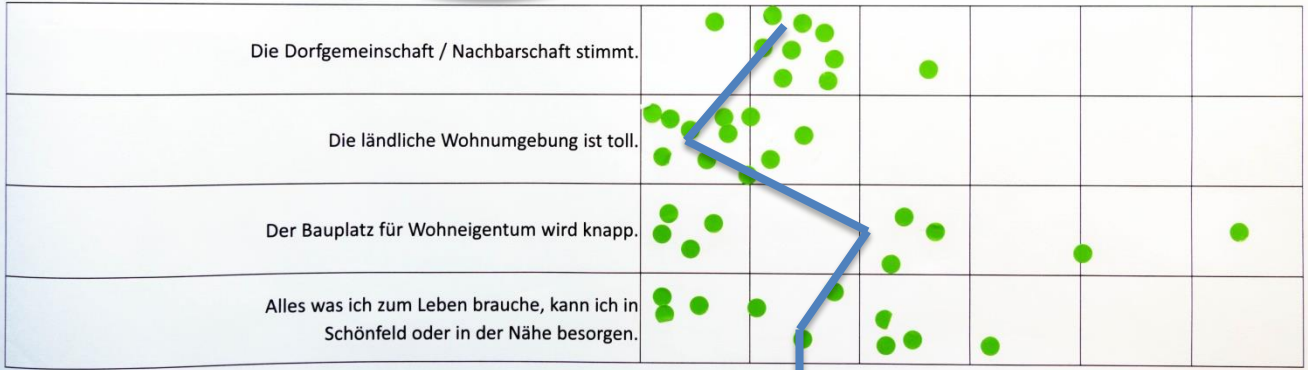 Die Dorfgemeinschaft / Nachbarschaft stimmt.
Die ländliche Wohnumgebung ist toll.
Der Bauplatz für Wohneigentum wird knapp.
Alles was ich zum Leben brauche, kann ich in
Schönfeld oder in der Nähe besorgen.